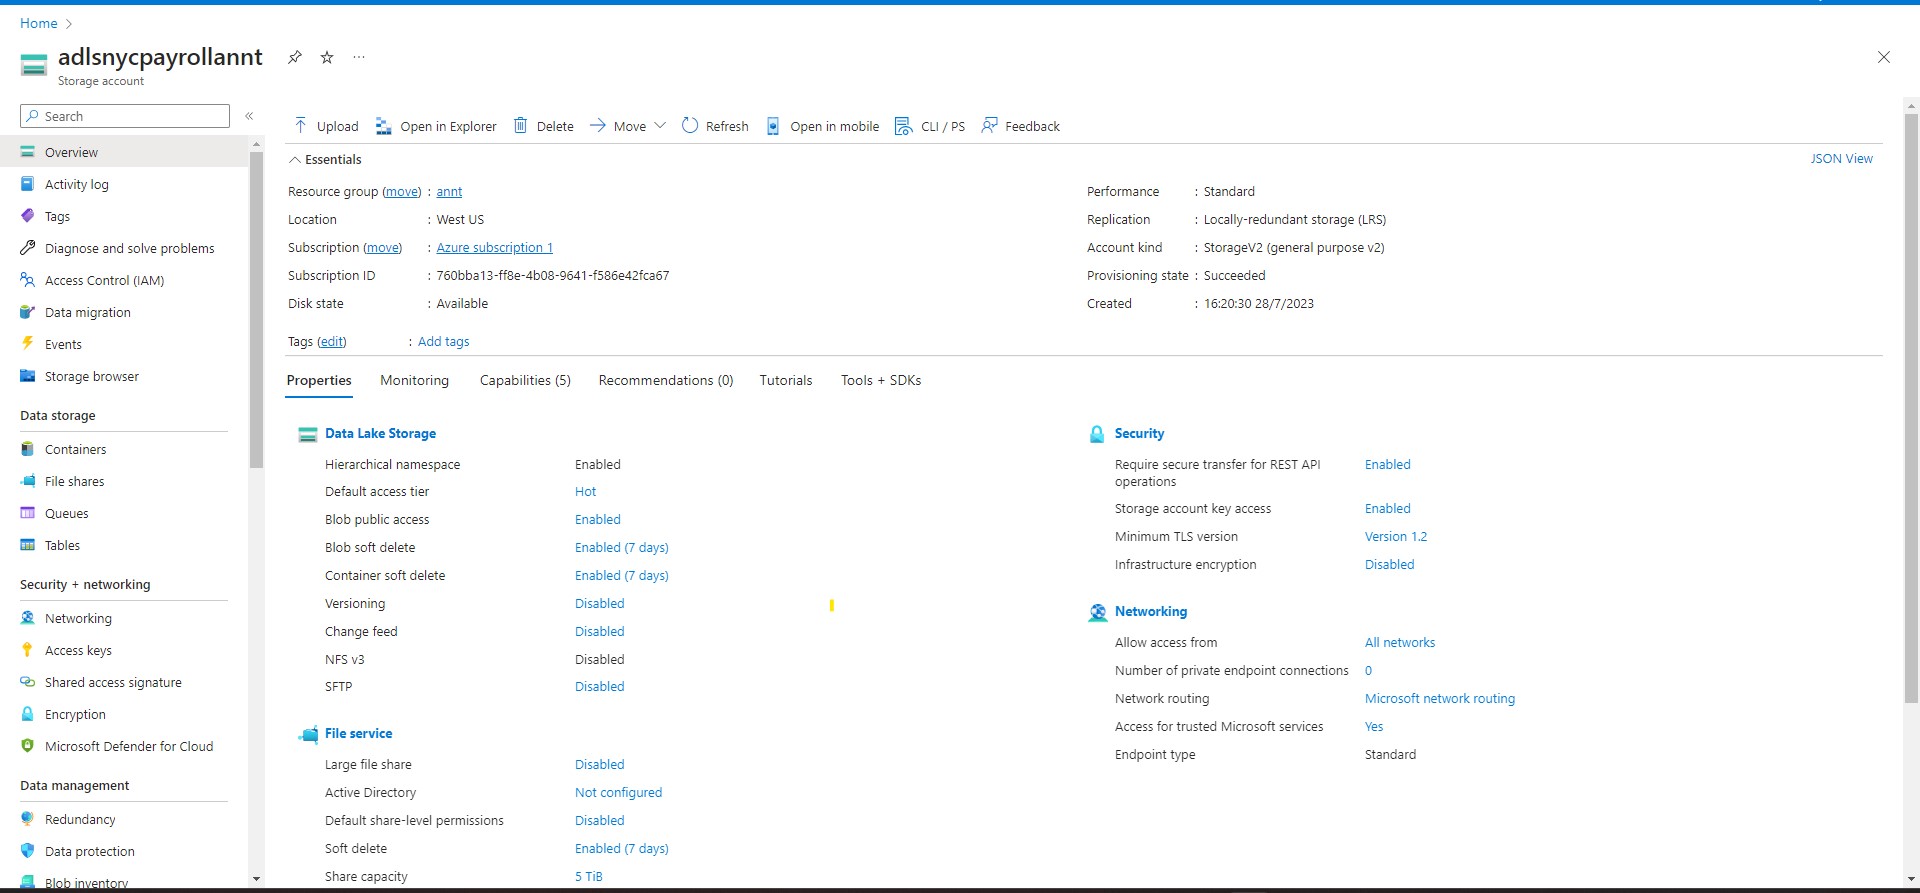 Home
adlsnycpayrollannt
Storage account
Search
Overview
Activity log
Tags
Diagnose and solve problems
Access Control (IAM)
Data migration
Events
Storage browser
Data storage
Containers
File shares
Queues
Tables
Security + networking
Networking
Access keys
Shared access signature
Encryption
Microsoft Defender for Cloud
Data management
Redundancy
Data protection
Blob inventory
Upload Open in Explorer Delete Move Refresh Open in mobile CLI / PS Feedback
Essentials JSON View
Resource group (move) : annt
Location : West US
Subscription (move) : Azure subscription 1
Subscription ID : 760bba13-ff8e-4b08-9641-f586e42fca67
Disk state : Available
Performance : Standard
Replication : Locally-redundant storage (LRS)
Account kind : StorageV2 (general purpose v2)
Provisioning state : Succeeded
Created : 16:20:30 28/7/2023
Tags (edit) : Add tags
Properties Monitoring Capabilities (5) Recommendations (0) Tutorials Tools + SDKs
Data Lake Storage
Hierarchical namespace Enabled
Default access tier Hot
Blob public access Enabled
Blob soft delete Enabled (7 days)
Container soft delete Enabled (7 days)
Versioning Disabled
Change feed Disabled
NFS v3 Disabled
SFTP Disabled
File service
Large file share Disabled
Active Directory Not configured
Default share-level permissions Disabled
Soft delete Enabled (7 days)
Share capacity 5 TiB
Security
Require secure transfer for REST API Enabled
operations
Storage account key access Enabled
Minimum TLS version Version 1.2
Infrastructure encryption Disabled
Networking
Allow access from All networks
Number of private endpoint connections 0
Network routing Microsoft network routing
Access for trusted Microsoft services Yes
Endpoint type Standard